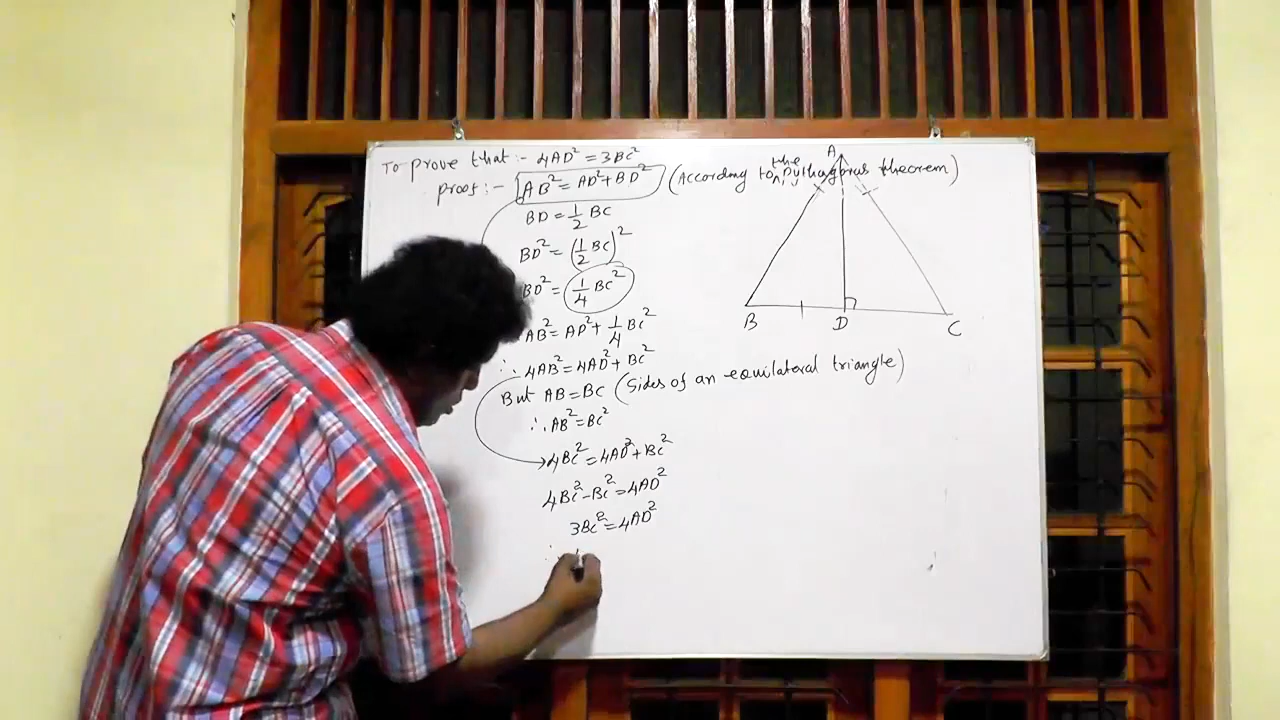 To prove that :- 4AD² = 3BC²
proof :- AB² = AD² + BD² (According to the pythagorus theorem)
BD = 1/2 BC
BD² = (1/2 BC)²
BD² = 1/4 BC²
AB² = AD² + 1/4 BC²
∴ 4AB² = 4AD² + BC²
But AB = BC (Sides of an equilateral triangle)
∴ AB² = BC²
4BC² = 4AD² + BC²
4BC² - BC² = 4AD²
3BC² = 4AD²
A
B D C